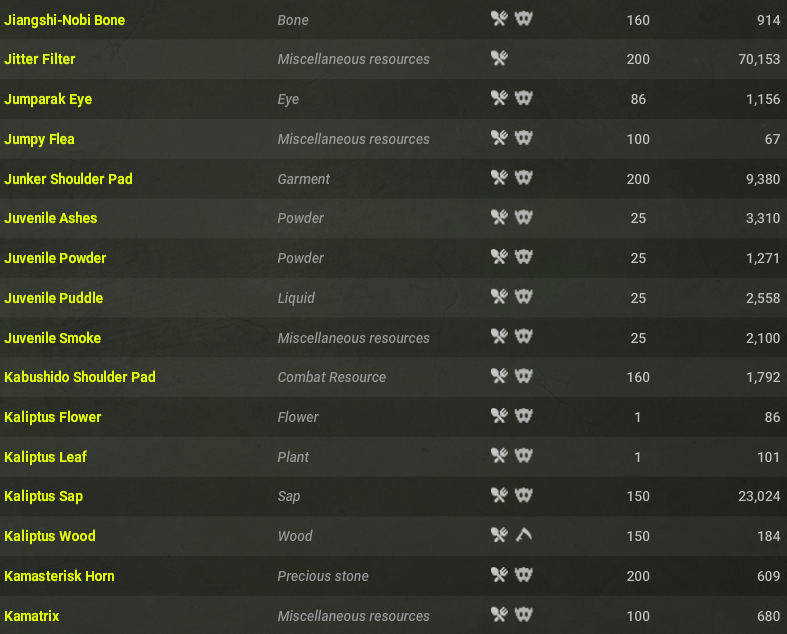 Jiangshi-Nobi Bone Bone 160 914
Jitter Filter Miscellaneous resources 200 70,153
Jumparak Eye Eye 86 1,156
Jumpy Flea Miscellaneous resources 100 67
Junker Shoulder Pad Garment 200 9,380
Juvenile Ashes Powder 25 3,310
Juvenile Powder Powder 25 1,271
Juvenile Puddle Liquid 25 2,558
Juvenile Smoke Miscellaneous resources 25 2,100
Kabushido Shoulder Pad Combat Resource 160 1,792
Kaliptus Flower Flower 1 86
Kaliptus Leaf Plant 1 101
Kaliptus Sap Sap 150 23,024
Kaliptus Wood Wood 150 184
Kamasterisk Horn Precious stone 200 609
Kamatrix Miscellaneous resources 100 680